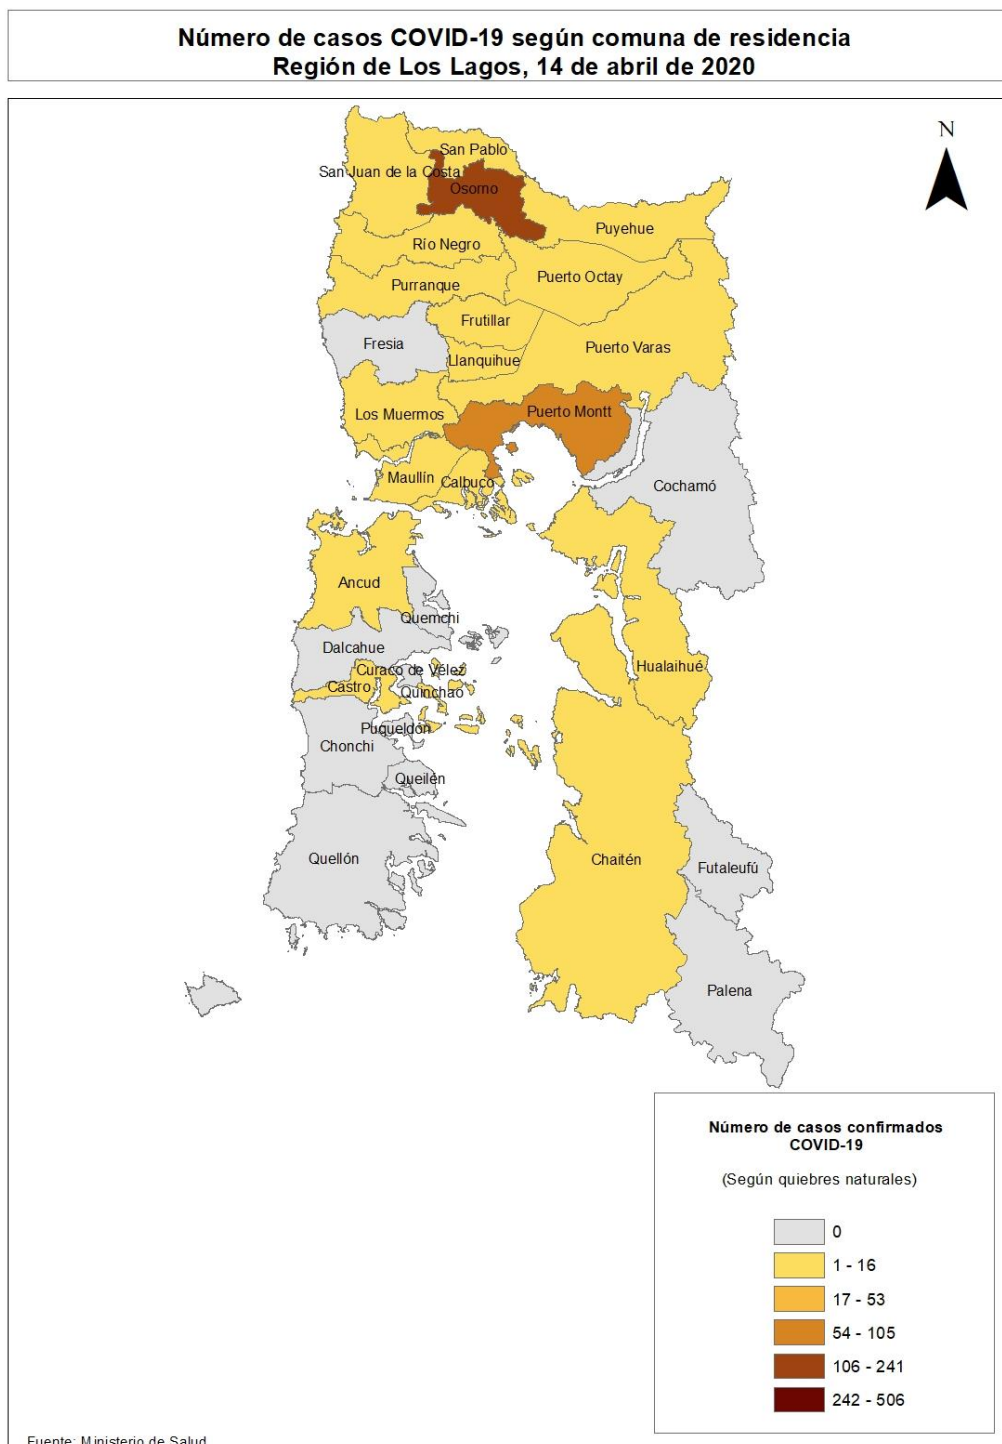 Número de casos COVID-19 según comuna de residencia
Región de Los Lagos, 14 de abril de 2020
N
San Pablo
San Juan de la Costa
Osorno
Puyehue
Río Negro
Puerto Octay
Purranque
Frutillar
Fresia
Puerto Varas
Llanquihue
Los Muermos
Puerto Montt
Maullín
Calbuco
Cochamó
Ancud
Quemchi
Dalcahue
Curaco de Vélez
Hualaihué
Castro
Quinchao
Puqueldón
Chonchi
Queilén
Quellón
Chaitén
Futaleufú
Palena
Número de casos confirmados
COVID-19
(Según quiebres naturales)
0
1 - 16
17 - 53
54 - 105
106 - 241
242 - 506
Fuente: Ministerio de Salud